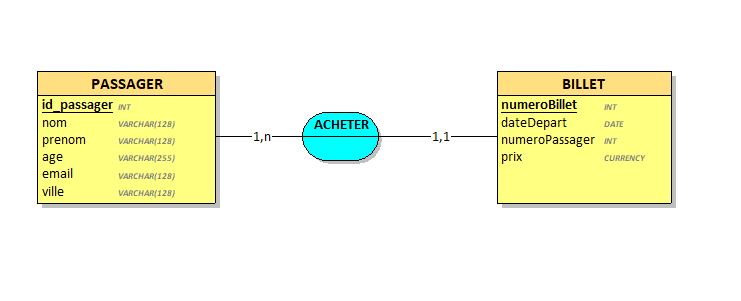 PASSAGER
id_passager INT
nom VARCHAR(128)
prenom VARCHAR(128)
age VARCHAR(255)
email VARCHAR(128)
ville VARCHAR(128)
1,n
ACHETER
1,1
BILLET
numeroBillet INT
dateDepart DATE
numeroPassager INT
prix CURRENCY